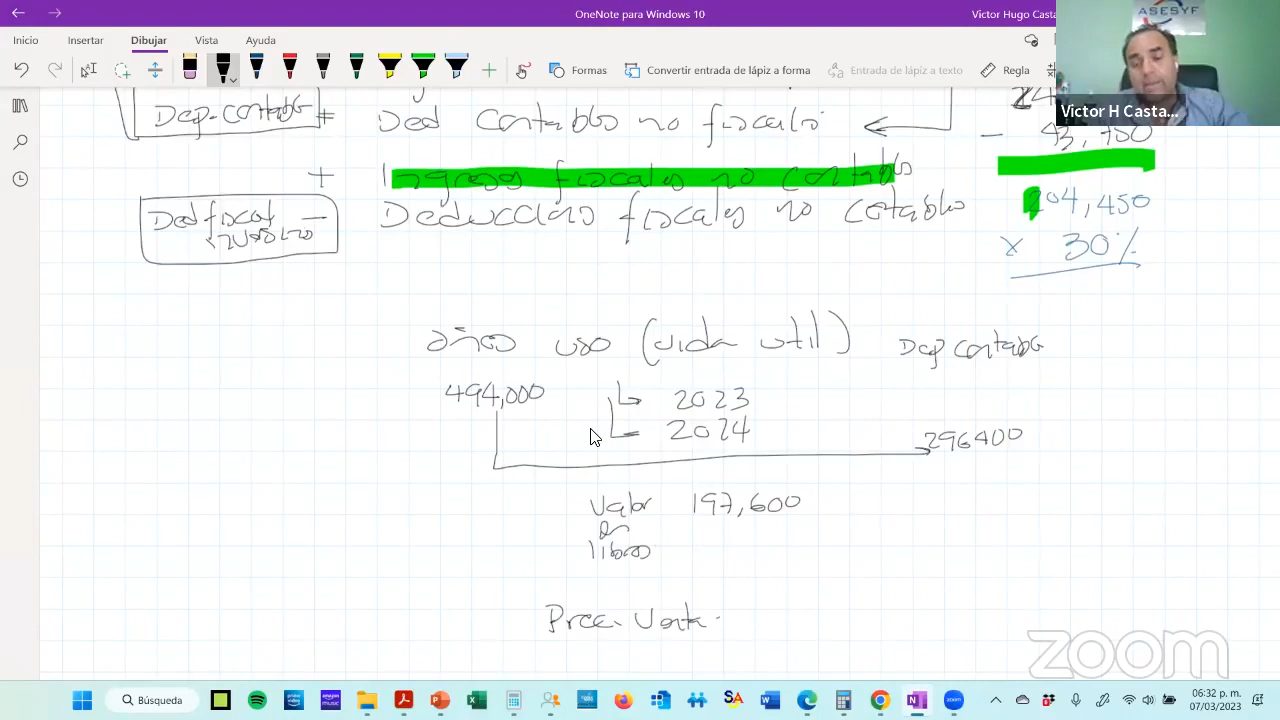 OneNote para Windows 10
Victor Hugo Casta
ASESYF
Inicio Insertar Dibujar Vista Ayuda
Formas Convertir entrada de lápiz a forma Entrada de lápiz a texto Regla
Victor H Casta...
Dep. contable
+ Ded Contables no fiscales
- 43,750
+ Ingresos fiscales no contables
Ded fiscal
- Deducciones fiscales no contables
204,450
x 30%
años uso (vida util) Dep contable
494,000
2023
2024
296400
Valor 197,600
en
libros
Prec. Venta.
zoom
Búsqueda
06:32 p. m.
07/03/2023